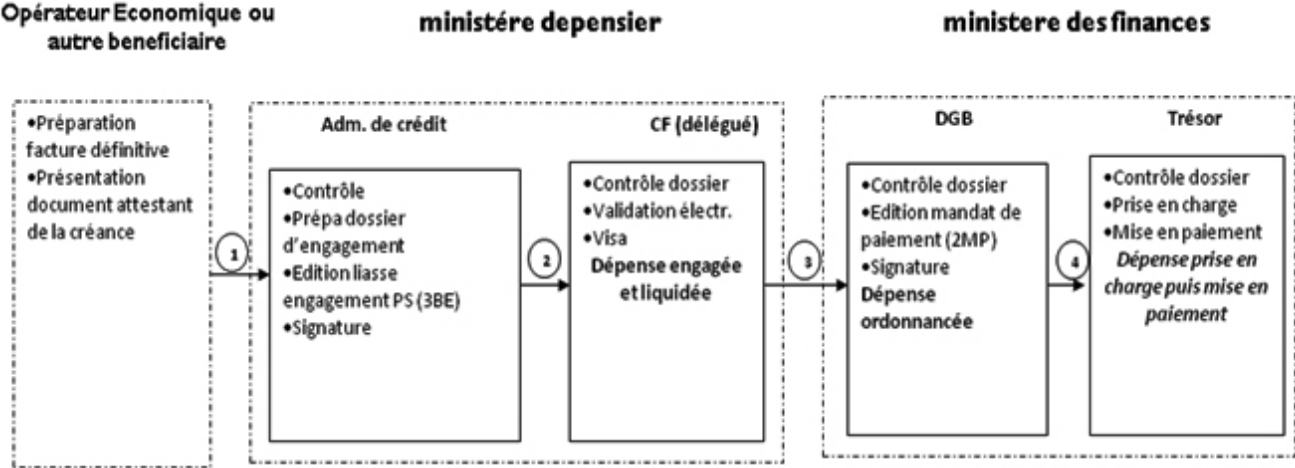 Opérateur Economique ou
autre beneficiaire
ministére depensier
ministere des finances
•Préparation
facture définitive
•Présentation
document attestant
de la créance
1
Adm. de crédit
•Contrôle
•Prépa dossier
d'engagement
•Edition liasse
engagement PS (3BE)
•Signature
2
CF (délégué)
•Contrôle dossier
•Validation électr.
•Visa
Dépense engagée
et liquidée
3
DGB
•Contrôle dossier
•Edition mandat de
paiement (2MP)
•Signature
Dépense
ordonnancée
4
Trésor
•Contrôle dossier
•Prise en charge
•Mise en paiement
Dépense prise en
charge puis mise en
paiement